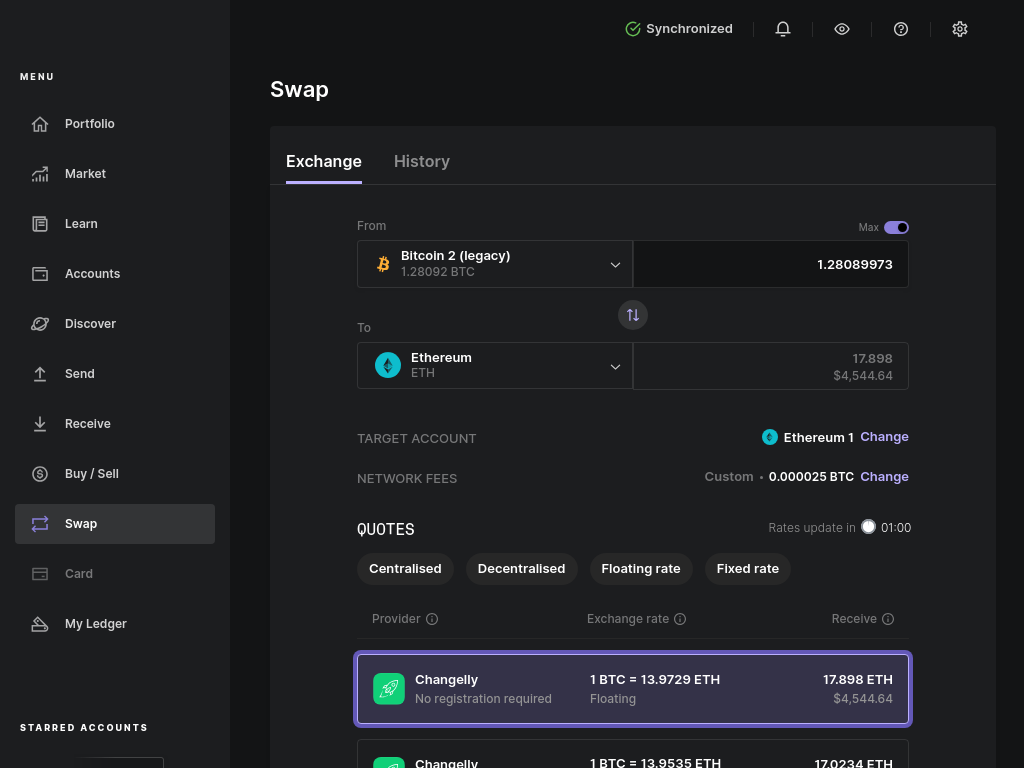 Synchronized
MENU
Portfolio
Market
Learn
Accounts
Discover
Send
Receive
Buy / Sell
Swap
Card
My Ledger
STARRED ACCOUNTS
Swap
Exchange History
From Max
Bitcoin 2 (legacy)
1.28092 BTC
1.28089973
To
Ethereum
ETH
17.898
$4,544.64
TARGET ACCOUNT Ethereum 1 Change
NETWORK FEES Custom • 0.000025 BTC Change
QUOTES Rates update in 01:00
Centralised Decentralised Floating rate Fixed rate
Provider Exchange rate Receive
Changelly 1 BTC = 13.9729 ETH 17.898 ETH
No registration required Floating $4,544.64
Changelly 1 BTC = 13.9535 ETH 17.0234 ETH